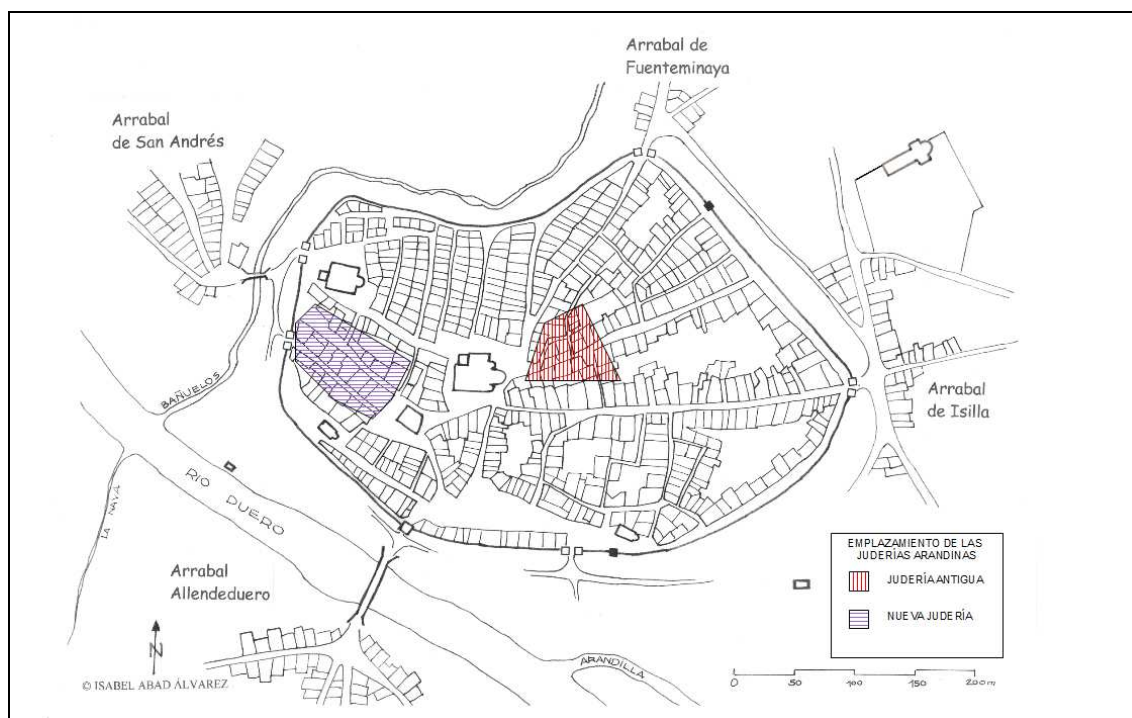 Arrabal de
Fuenteminaya
Arrabal
de San Andrés
Arrabal
de Isilla
BAÑUELOS
LA NAYA
RIO DUERO
Arrabal
Allendeduero
N
ARANDILLA
© ISABEL ABAD ÁLVAREZ
EMPLAZAMIENTO DE LAS
JUDERÍAS ARANDINAS
JUDERÍA ANTIGUA
NUEVA JUDERÍA
0 50 100 150 200 m